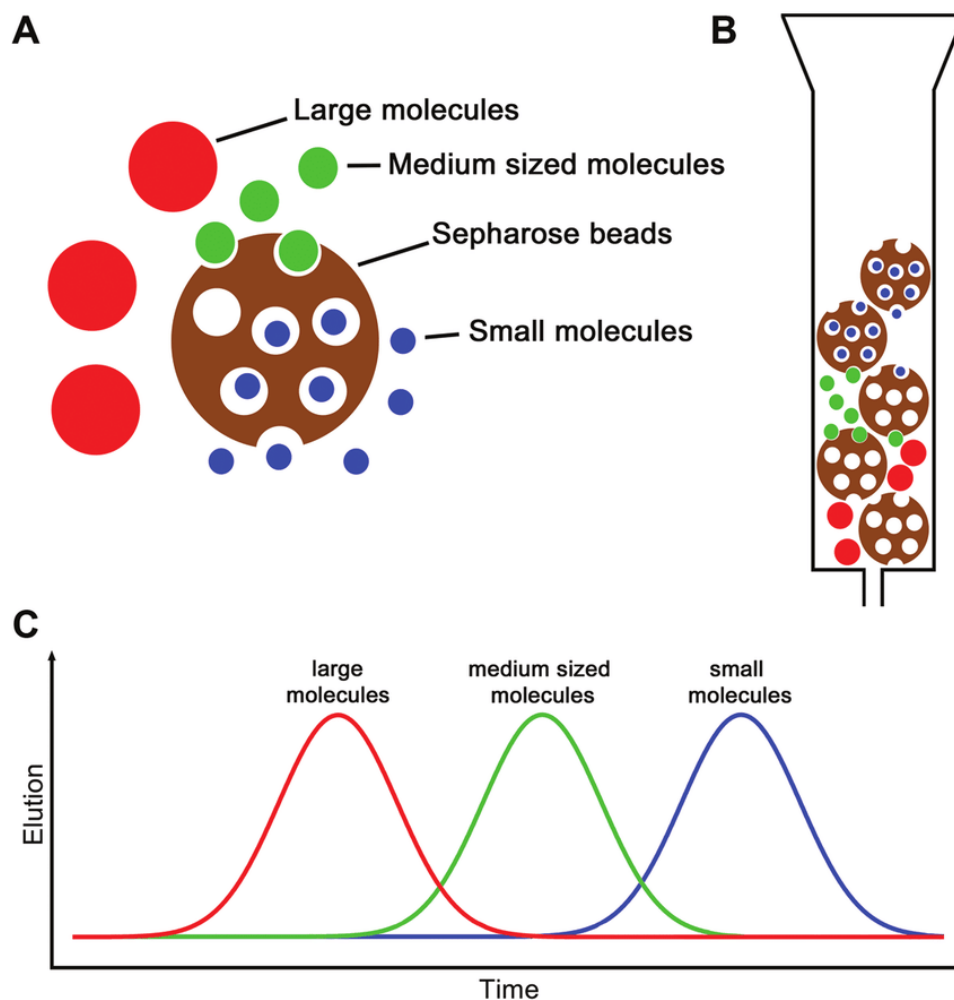 A
B
Large molecules
Medium sized molecules
Sepharose beads
Small molecules
C
large
molecules
medium sized
molecules
small
molecules
Elution
Time